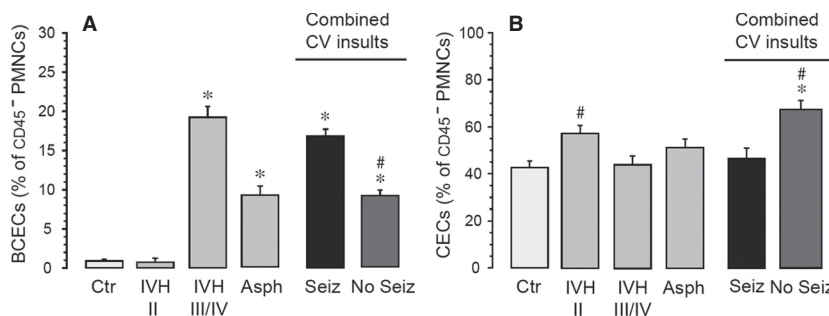 A
Combined
CV insults
BCECs (% of CD45⁻ PMNCs)
30
25
20
15
10
5
0
*
*
*
#
*
Ctr
IVH
II
IVH
III/IV
Asph
Seiz
No Seiz
B
Combined
CV insults
CECs (% of CD45⁻ PMNCs)
100
80
60
40
20
0
#
#
*
Ctr
IVH
II
IVH
III/IV
Asph
Seiz
No Seiz